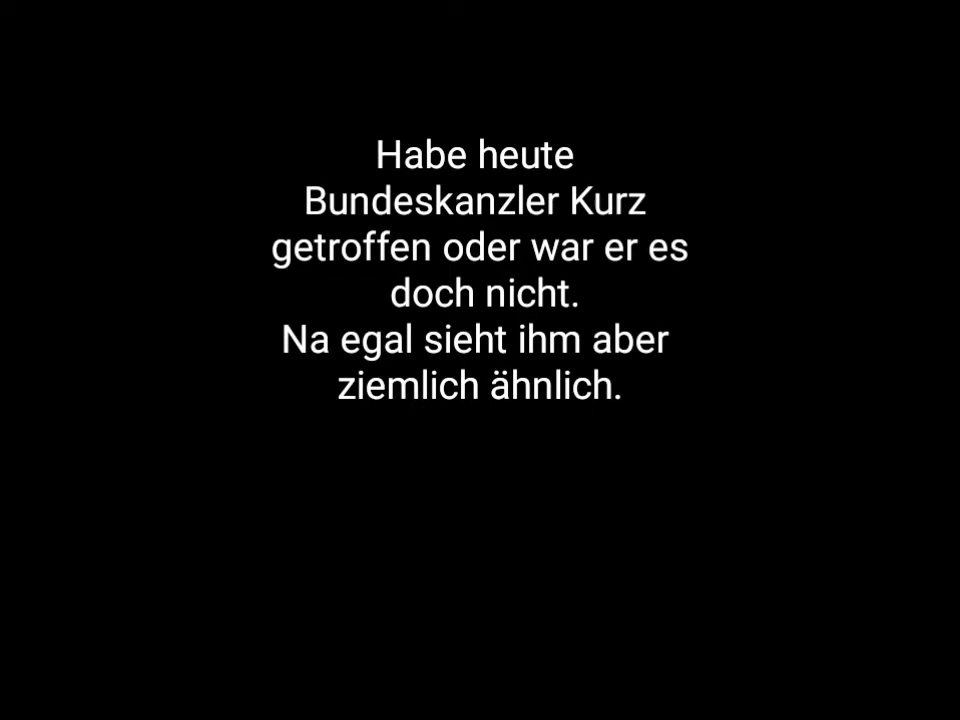 Habe heute
Bundeskanzler Kurz
getroffen oder war er es
doch nicht.
Na egal sieht ihm aber
ziemlich ähnlich.